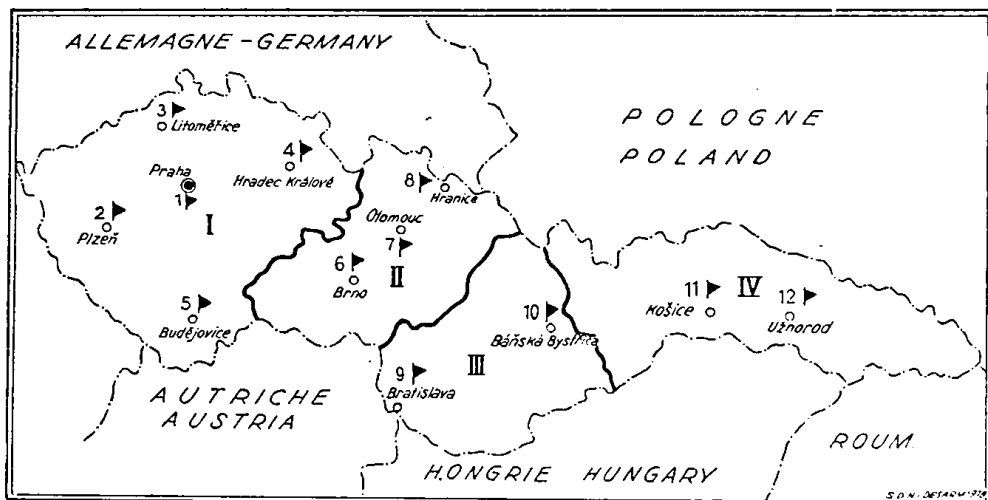 ALLEMAGNE-GERMANY
POLOGNE
POLAND
3
Litoměřice
4
Hradec Králové
Praha
1
I
2
Plzeň
8
Hranice
Olomouc
7
6
II
Brno
5
Budějovice
10
Báňská Bystřica
11
IV
12
Košice
Užhorod
III
9
Bratislava
AUTRICHE
AUSTRIA
HONGRIE HUNGARY
ROUM.